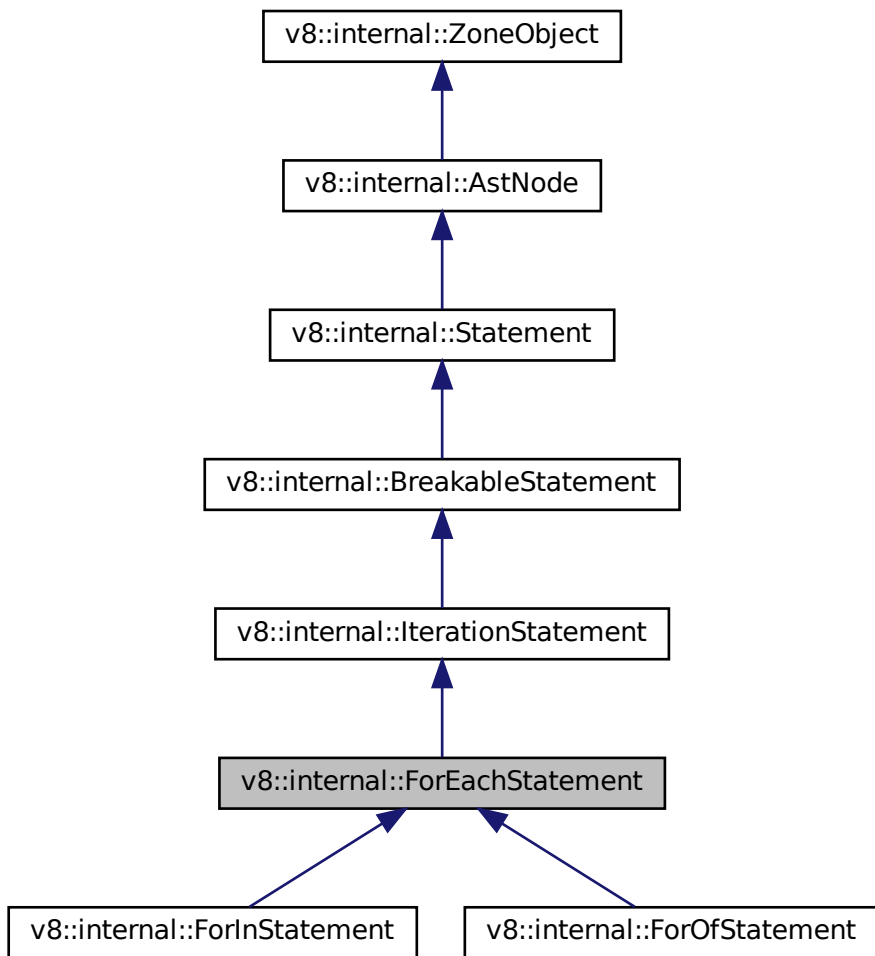 v8::internal::ZoneObject
v8::internal::AstNode
v8::internal::Statement
v8::internal::BreakableStatement
v8::internal::IterationStatement
v8::internal::ForEachStatement
v8::internal::ForInStatement
v8::internal::ForOfStatement